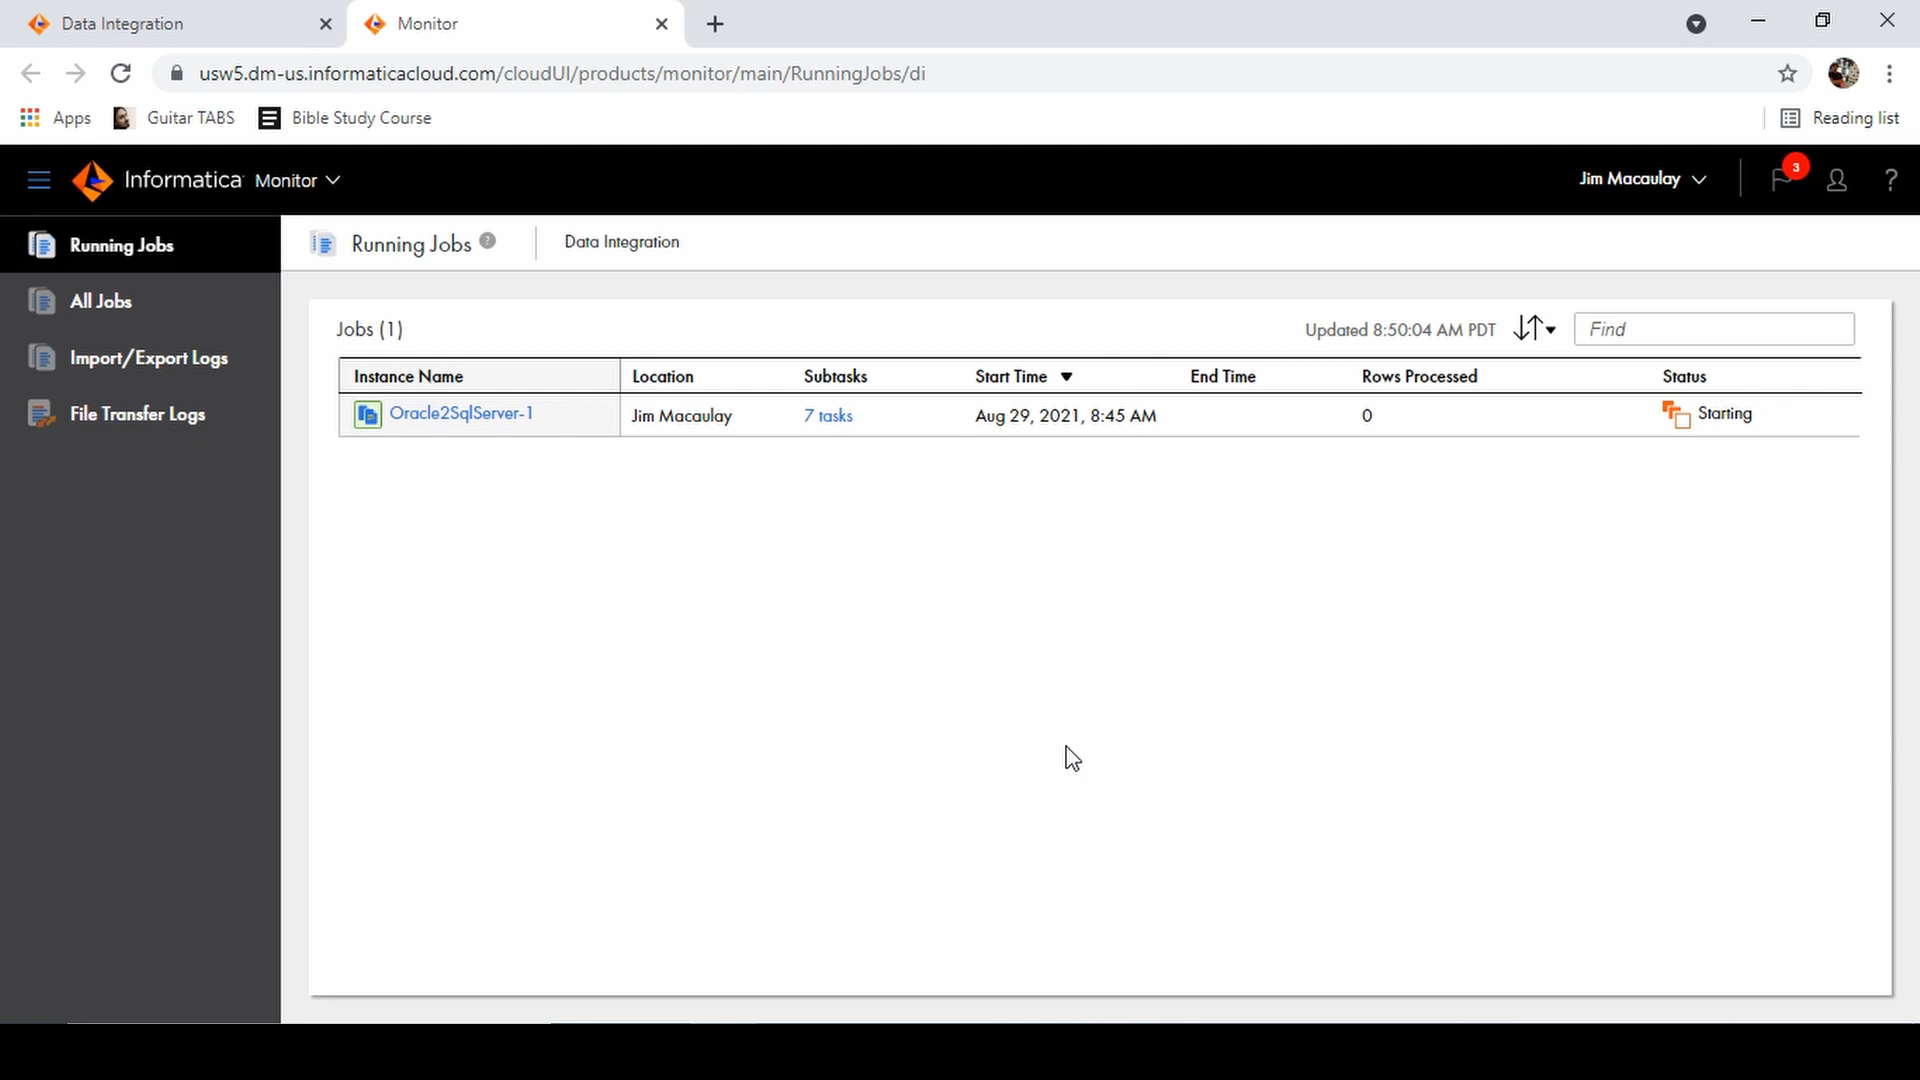 Data Integration
Monitor
usw5.dm-us.informaticacloud.com/cloudUI/products/monitor/main/RunningJobs/di
Apps Guitar TABS Bible Study Course Reading list
Informatica Monitor Jim Macaulay 3 ?
Running Jobs
All Jobs
Import/Export Logs
File Transfer Logs
Running Jobs ? Data Integration
Jobs (1) Updated 8:50:04 AM PDT Find
Instance Name Location Subtasks Start Time End Time Rows Processed Status
Oracle2SqlServer-1 Jim Macaulay 7 tasks Aug 29, 2021, 8:45 AM 0 Starting